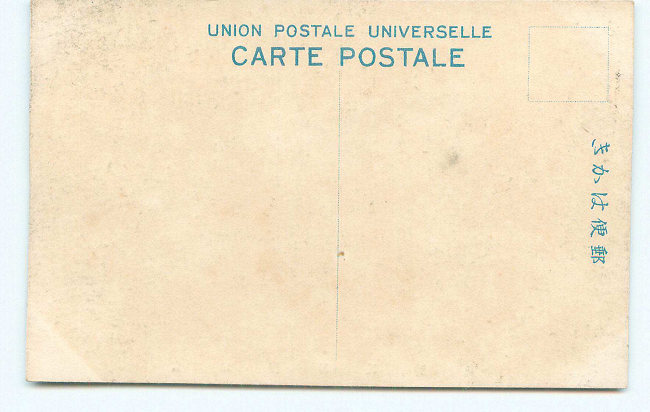 UNION POSTALE UNIVERSELLE
CARTE POSTALE
郵便はかき